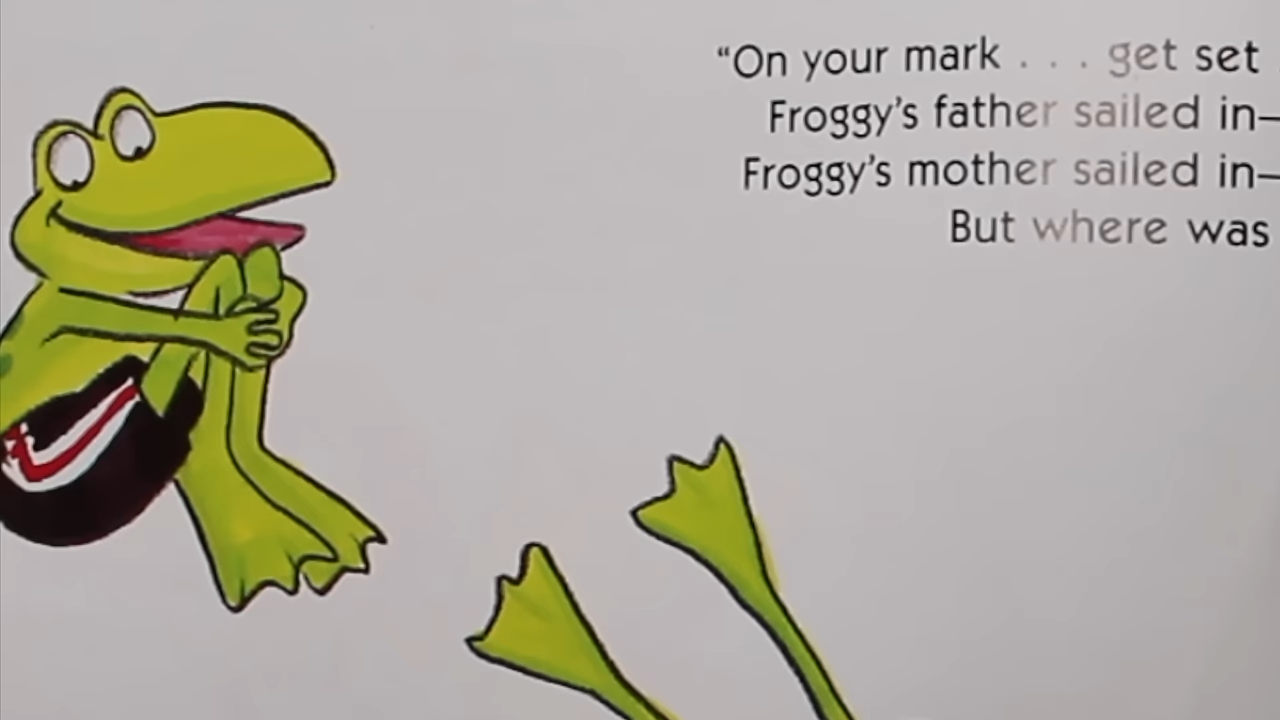 “On your mark . . . get set
Froggy’s father sailed in—
Froggy’s mother sailed in—
But where was